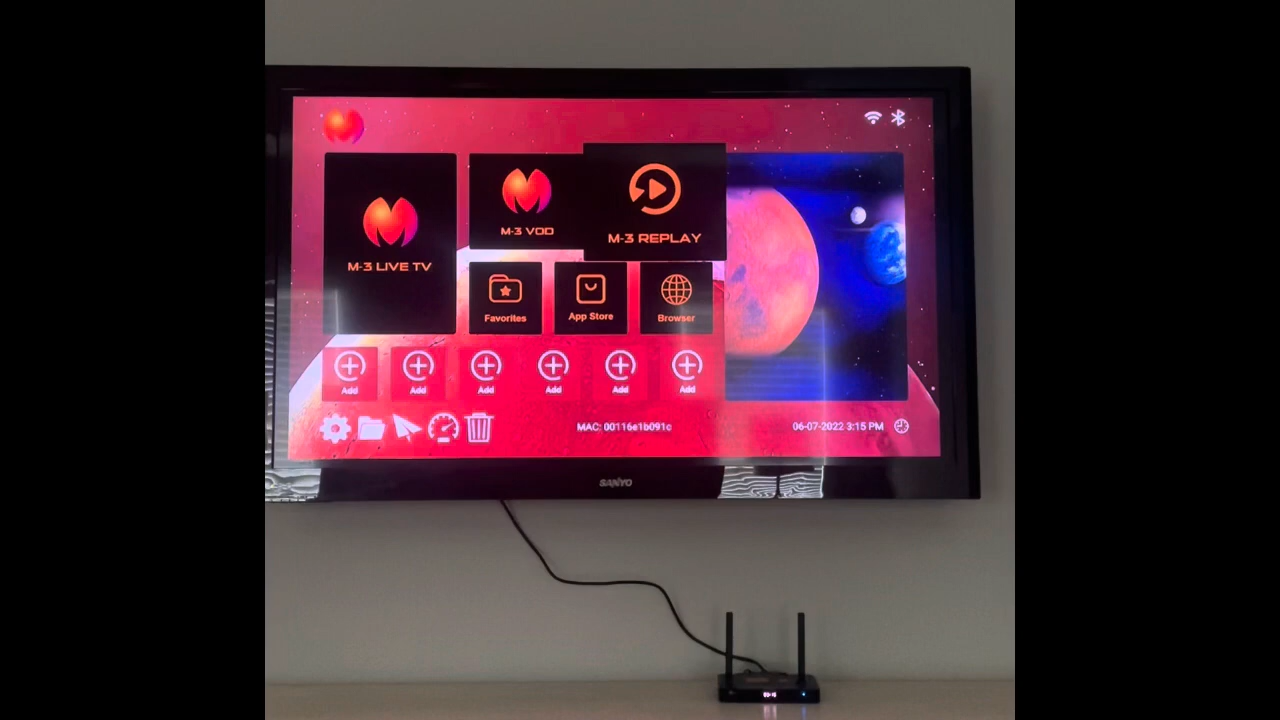 M-3 LIVE TV
M-3 VOD
M-3 REPLAY
Favorites
App Store
Browser
Add
Add
Add
Add
Add
Add
MAC: 00116e1b091c
06-07-2022 3:15 PM
SANYO